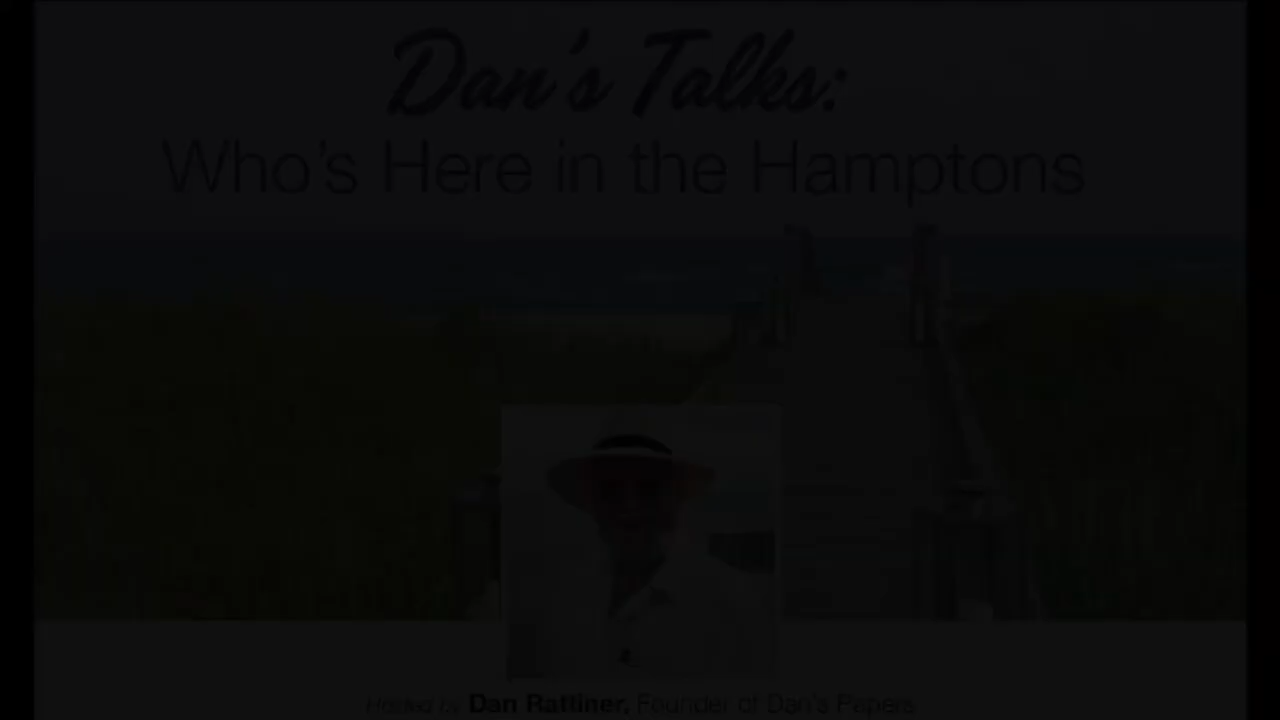 Dan's Talks:
Who's Here in the Hamptons
Hosted by Dan Rattiner, Founder of Dan's Papers